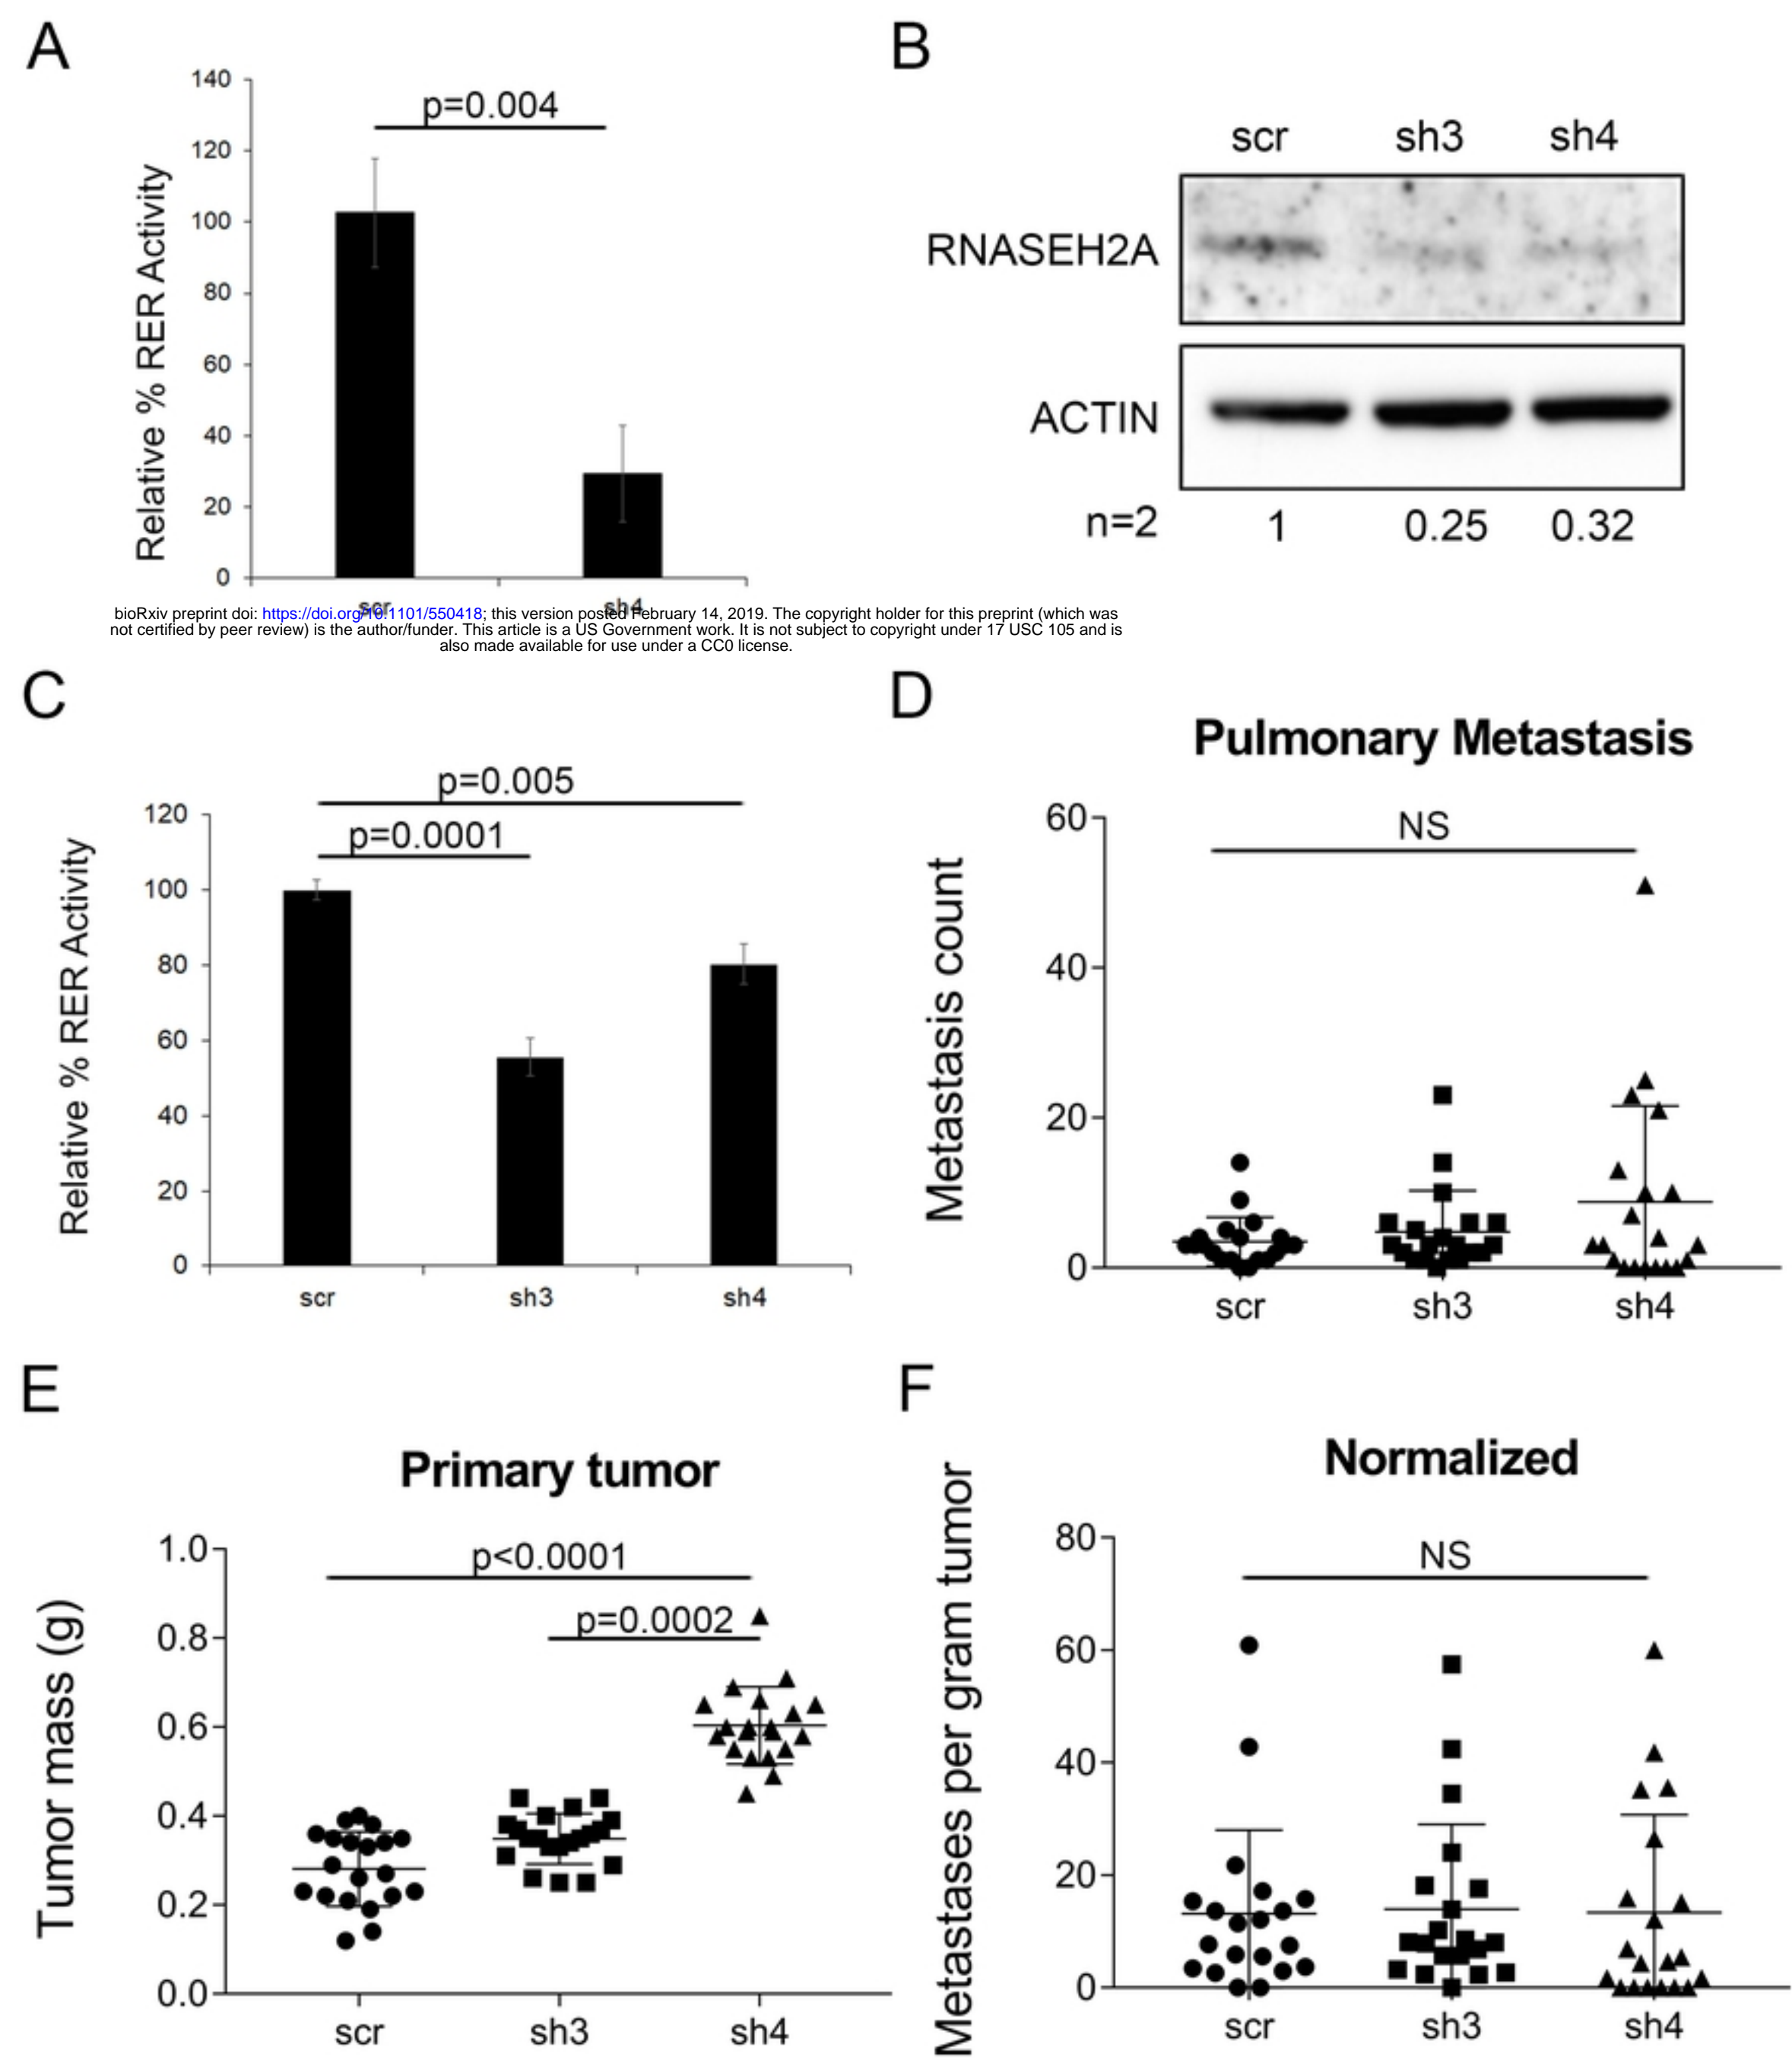 A
140
120
100
80
60
40
20
0
Relative % RER Activity
p=0.004
scr
sh4
B
scr sh3 sh4
RNASEH2A
ACTIN
n=2 1 0.25 0.32
bioRxiv preprint doi: https://doi.org/10.1101/550418; this version posted February 14, 2019. The copyright holder for this preprint (which was
not certified by peer review) is the author/funder. This article is a US Government work. It is not subject to copyright under 17 USC 105 and is
also made available for use under a CC0 license.
C
p=0.005
p=0.0001
120
100
80
60
40
20
0
Relative % RER Activity
scr sh3 sh4
D
Pulmonary Metastasis
NS
60
40
20
0
Metastasis count
scr sh3 sh4
E
Primary tumor
p<0.0001
p=0.0002
1.0
0.8
0.6
0.4
0.2
0.0
Tumor mass (g)
scr sh3 sh4
F
Normalized
NS
80
60
40
20
0
Metastases per gram tumor
scr sh3 sh4